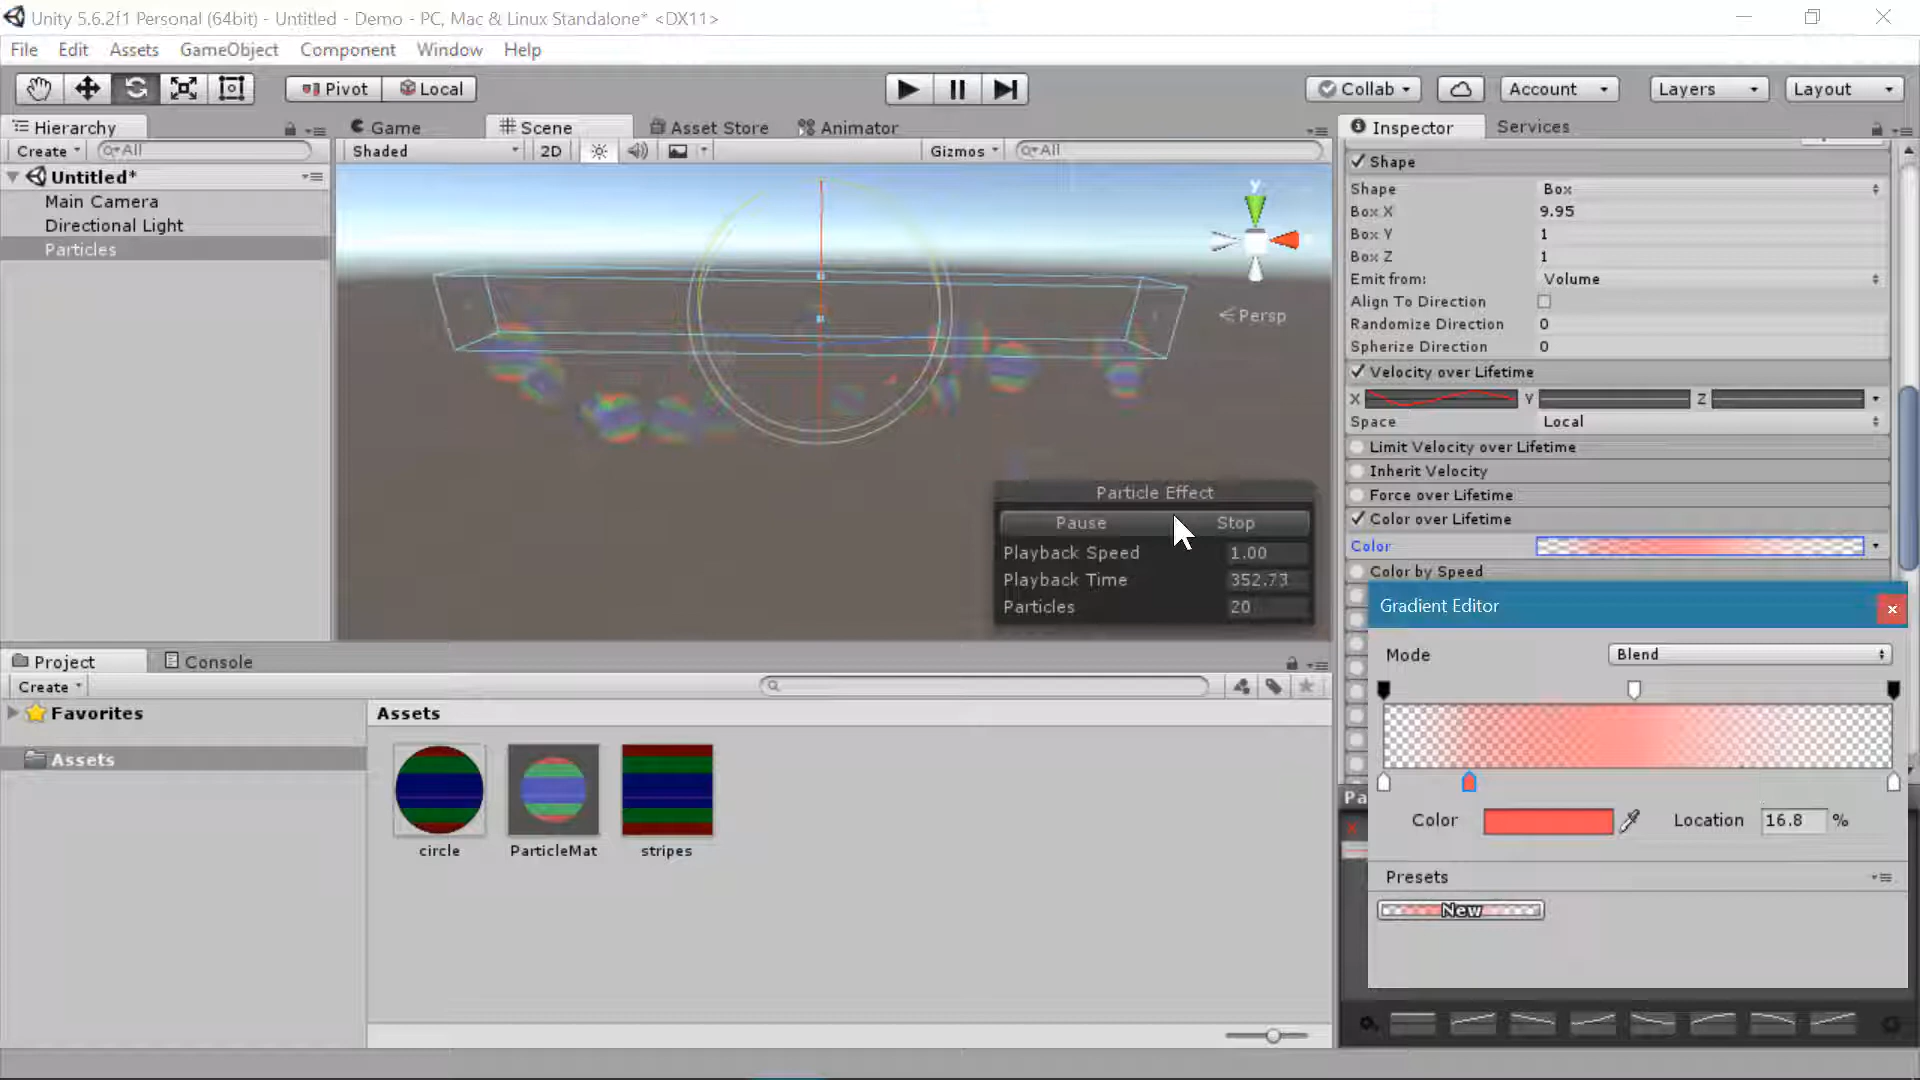 Unity 5.6.2f1 Personal (64bit) - Untitled - Demo - PC, Mac & Linux Standalone* <DX11>
File Edit Assets GameObject Component Window Help
Pivot Local Collab Account Layers Layout
Hierarchy
Create All
Untitled*
Main Camera
Directional Light
Particles
Game Scene Asset Store Animator
Shaded 2D Gizmos All
y
Persp
Particle Effect
Pause Stop
Playback Speed 1.00
Playback Time 352.73
Particles 20
Inspector Services
Shape
Shape Box
Box X 9.95
Box Y 1
Box Z 1
Emit from: Volume
Align To Direction
Randomize Direction 0
Spherize Direction 0
Velocity over Lifetime
X Y Z
Space Local
Limit Velocity over Lifetime
Inherit Velocity
Force over Lifetime
Color over Lifetime
Color
Color by Speed
Gradient Editor
Mode Blend
Color Location 16.8 %
Presets
New
Pa
Project Console
Create
Favorites
Assets
Assets
circle ParticleMat stripes